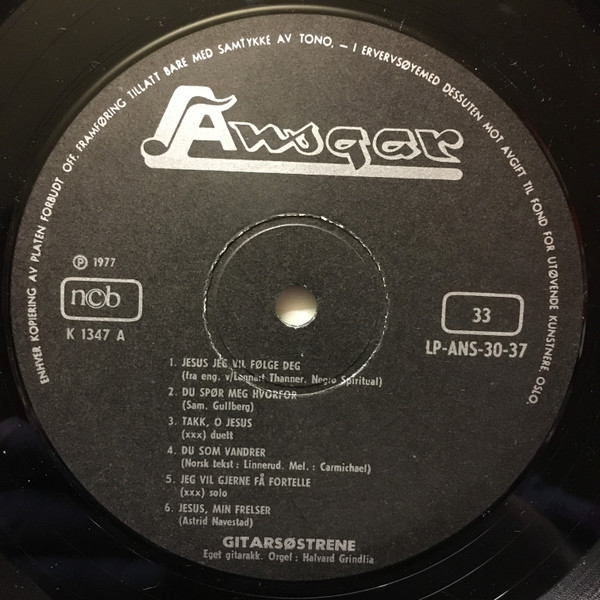 ENHVER KOPIERING AV PLATEN FORBUDT OFF. FRAMFØRING TILLATT BARE MED SAMTYKKE AV TONO. — I ERVERVSØYEMED DESSUTEN MOT AVGIFT TIL FOND FOR UTØVENDE KUNSTNERE, OSLO.
Ansgar
Ⓟ 1977
ncb
K 1347 A
33
LP-ANS-30-37
1. JESUS JEG VIL FØLGE DEG
(fra eng. v/Lennart Thanner. Negro Spiritual)
2. DU SPØR MEG HVORFOR
(Sam. Gullberg)
3. TAKK, O JESUS
(xxx) duett
4. DU SOM VANDRER
(Norsk tekst : Linnerud. Mel. : Carmichael)
5. JEG VIL GJERNE FÅ FORTELLE
(xxx) solo
6. JESUS, MIN FRELSER
(Astrid Navestad)
GITARSØSTRENE
Eget gitarakk. Orgel : Halvard Grindlia